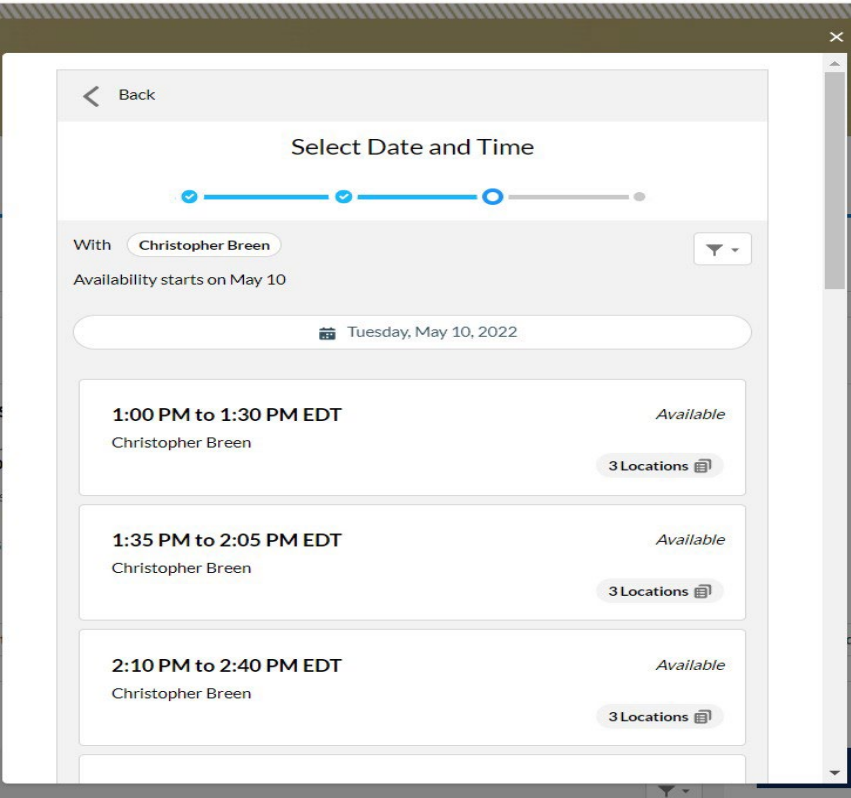 Back
Select Date and Time
With Christopher Breen
Availability starts on May 10
Tuesday, May 10, 2022
1:00 PM to 1:30 PM EDT Available
Christopher Breen
3 Locations
1:35 PM to 2:05 PM EDT Available
Christopher Breen
3 Locations
2:10 PM to 2:40 PM EDT Available
Christopher Breen
3 Locations